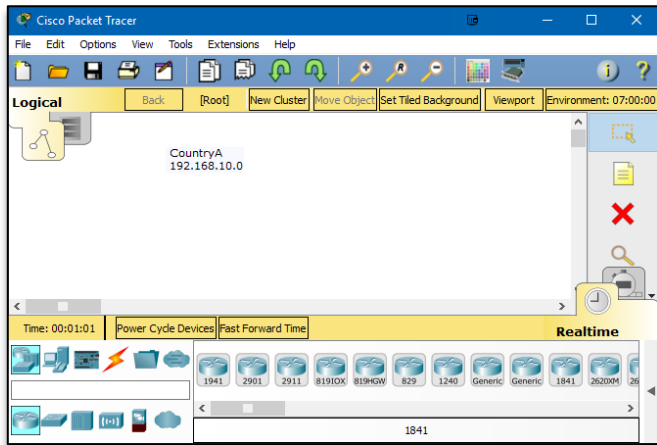 Cisco Packet Tracer
File Edit Options View Tools Extensions Help
Logical Back [Root] New Cluster Move Object Set Tiled Background Viewport Environment: 07:00:00
CountryA
192.168.10.0
Time: 00:01:01 Power Cycle Devices Fast Forward Time Realtime
1941 2901 2911 819IOX 819HGW 829 1240 Generic Generic 1841 2620XM 26
1841